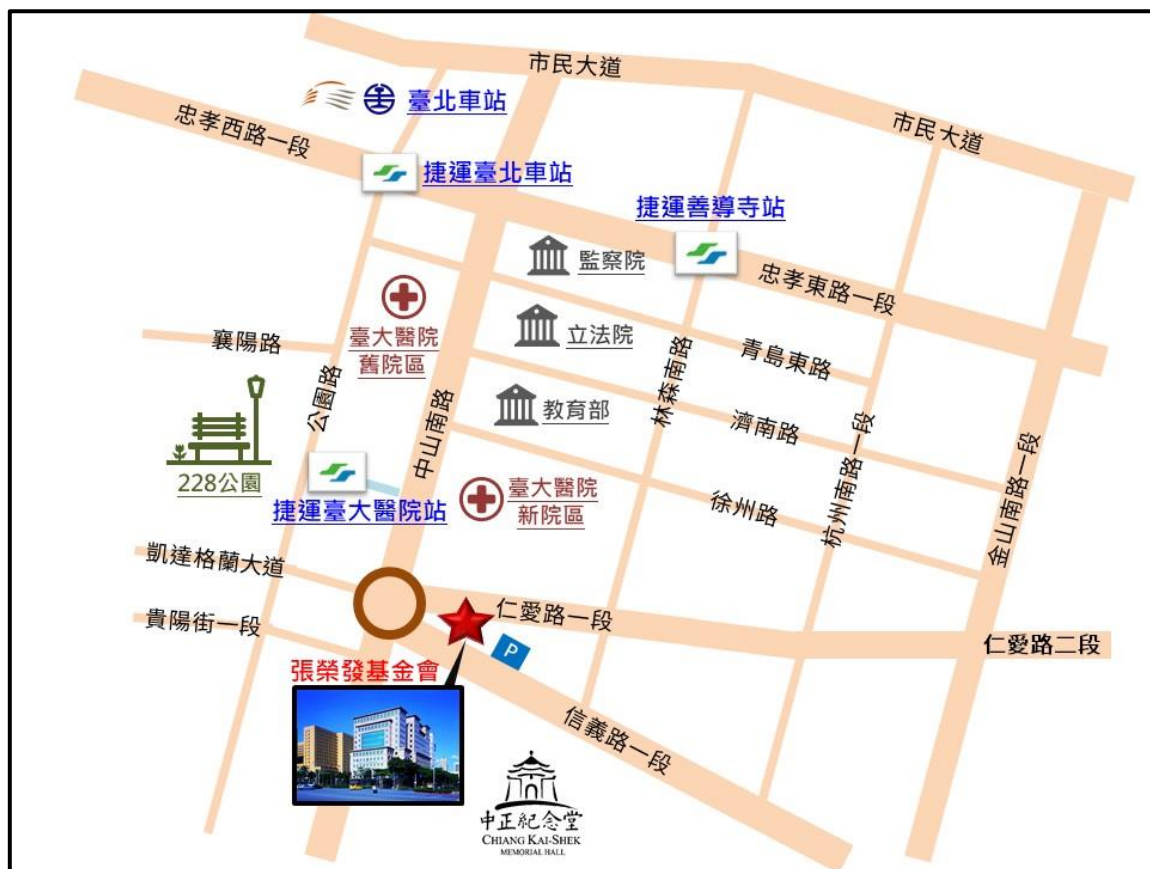 市民大道
市民大道
臺北車站
忠孝西路一段
捷運臺北車站
捷運善導寺站
監察院
忠孝東路一段
立法院
臺大醫院
舊院區
襄陽路
青島東路
林森南路
教育部
濟南路
公園路
中山南路
228公園
臺大醫院
新院區
捷運臺大醫院站
徐州路
杭州南路一段
金山南路一段
凱達格蘭大道
貴陽街一段
仁愛路一段
仁愛路二段
P
張榮發基金會
信義路一段
中正紀念堂
CHIANG KAI-SHEK
MEMORIAL HALL